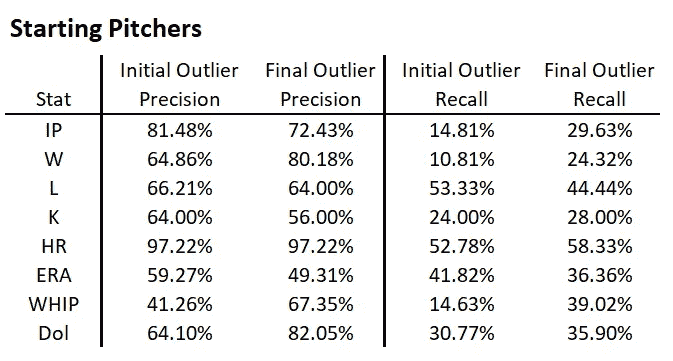 Starting Pitchers
Initial Outlier Final Outlier Initial Outlier Final Outlier
Stat Precision Precision Recall Recall
IP 81.48% 72.43% 14.81% 29.63%
W 64.86% 80.18% 10.81% 24.32%
L 66.21% 64.00% 53.33% 44.44%
K 64.00% 56.00% 24.00% 28.00%
HR 97.22% 97.22% 52.78% 58.33%
ERA 59.27% 49.31% 41.82% 36.36%
WHIP 41.26% 67.35% 14.63% 39.02%
Dol 64.10% 82.05% 30.77% 35.90%